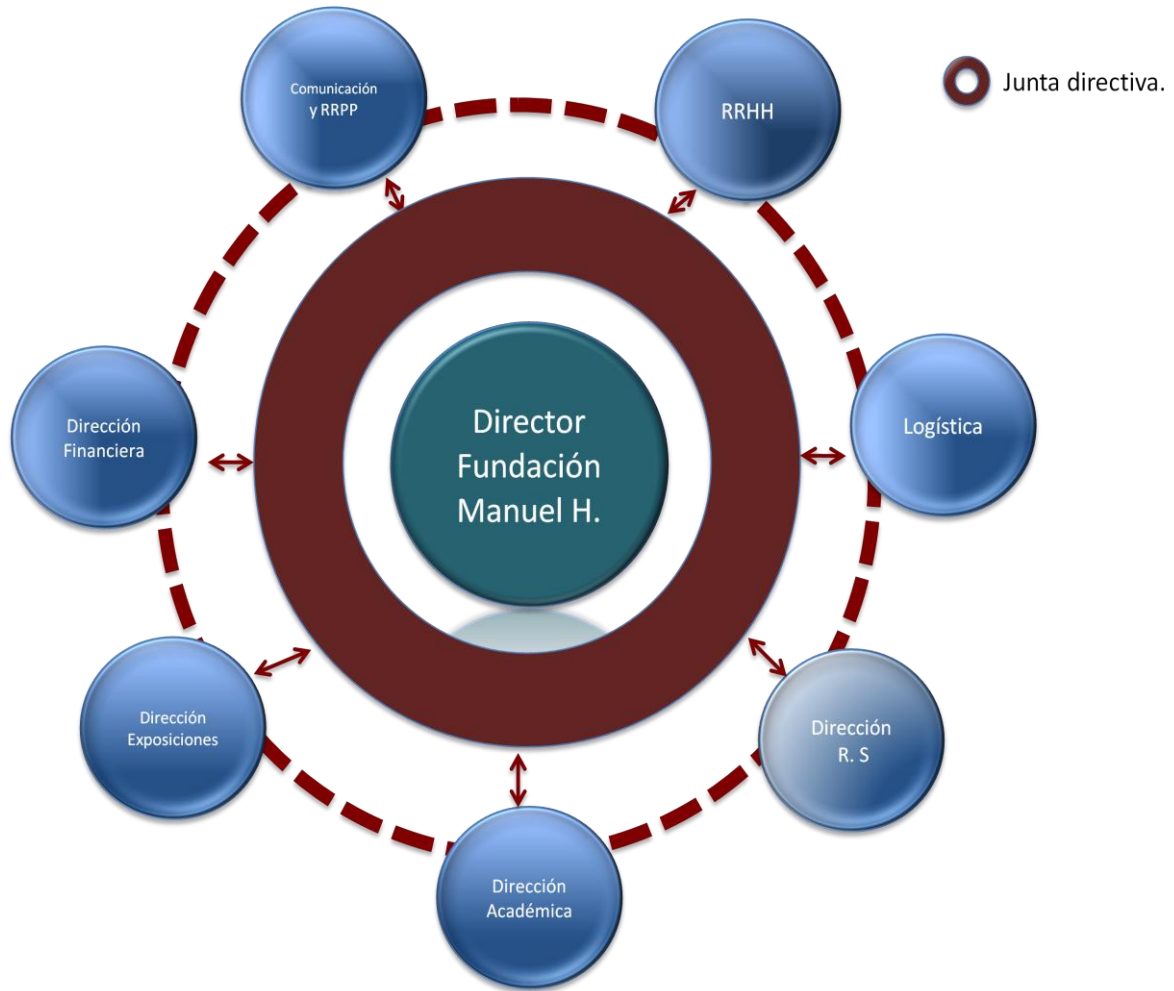 Comunicación
y RRPP
RRHH
Junta directiva.
Director
Fundación
Manuel H.
Logística
Dirección
Financiera
Dirección
Exposiciones
Dirección
R. S
Dirección
Académica